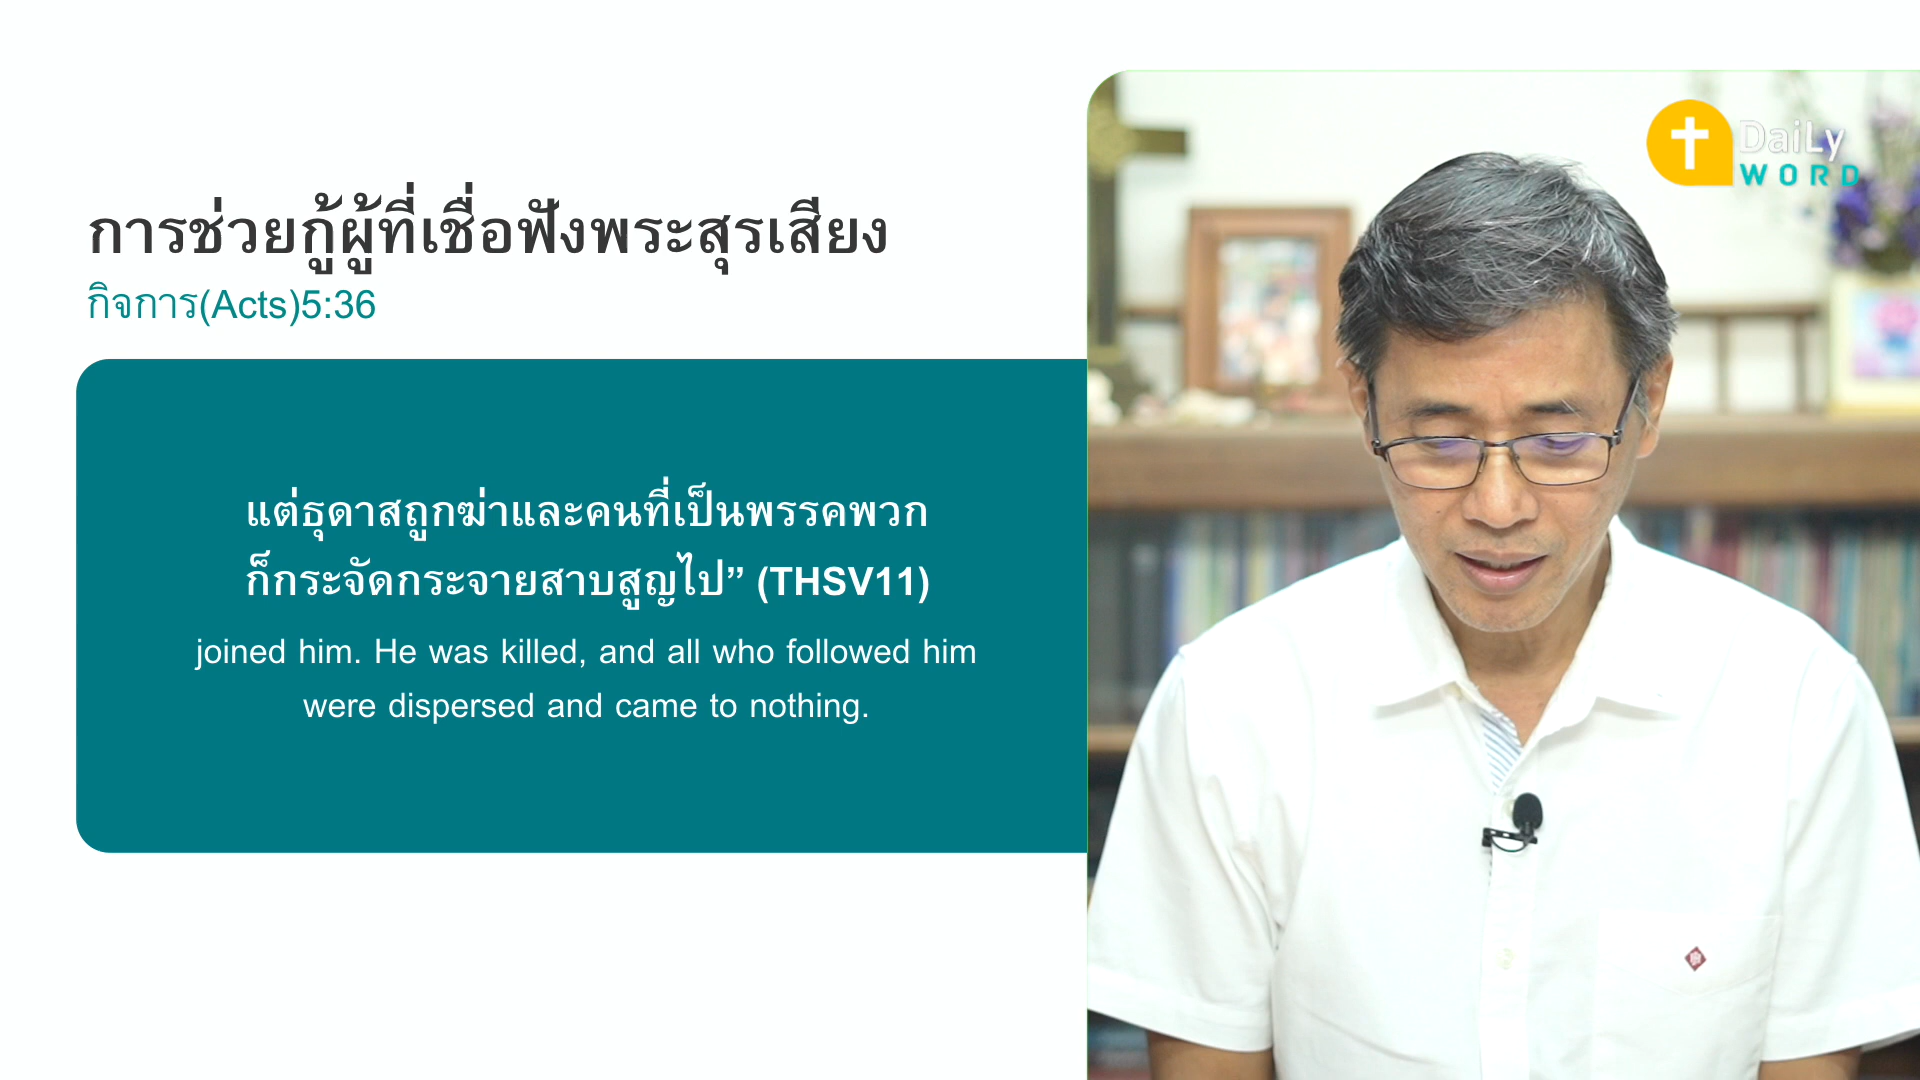 การช่วยกู้ผู้ที่เชื่อฟังพระสุรเสียง
กิจการ(Acts)5:36
แต่ธุดาสถูกฆ่าและคนที่เป็นพรรคพวก
ก็กระจัดกระจายสาบสูญไป” (THSV11)
joined him. He was killed, and all who followed him
were dispersed and came to nothing.
DaiLy
WORD